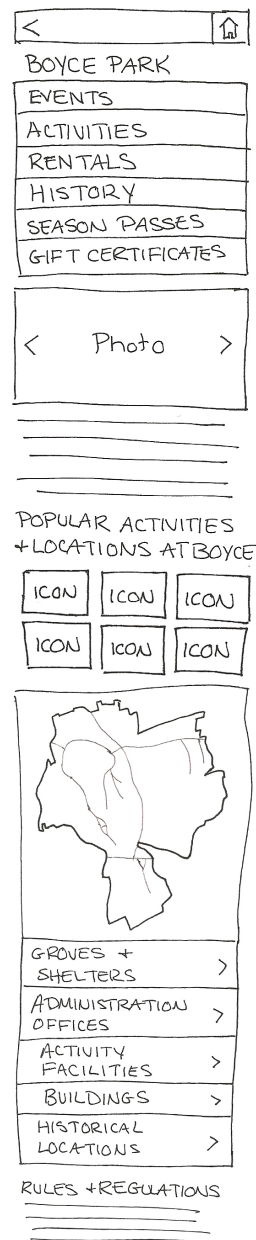 BOYCE PARK
EVENTS
ACTIVITIES
RENTALS
HISTORY
SEASON PASSES
GIFT CERTIFICATES
< Photo >
POPULAR ACTIVITIES
+ LOCATIONS AT BOYCE
ICON ICON ICON
ICON ICON ICON
GROVES +
SHELTERS >
ADMINISTRATION
OFFICES >
ACTIVITY
FACILITIES >
BUILDINGS >
HISTORICAL
LOCATIONS >
RULES + REGULATIONS